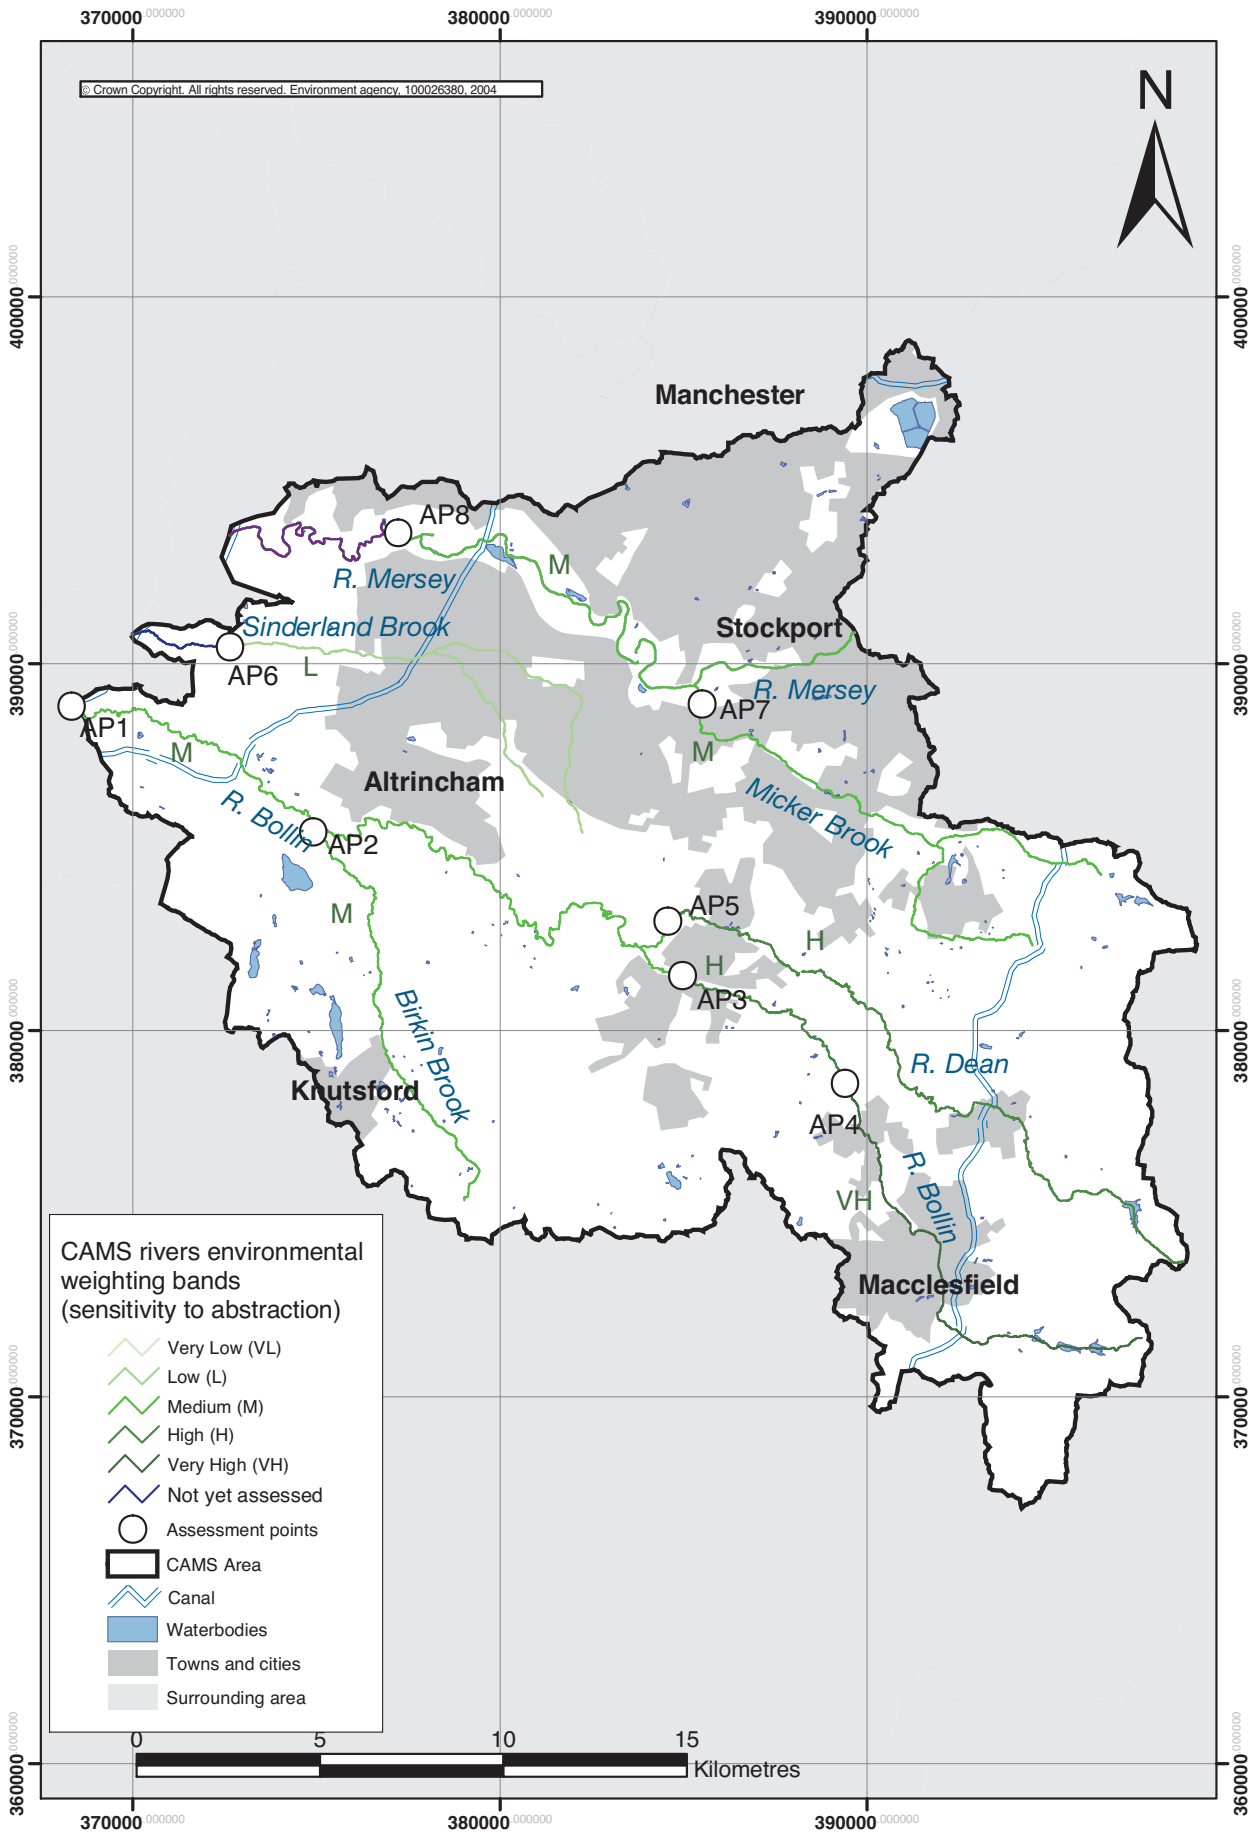 370000.000000 380000.000000 390000.000000
© Crown Copyright. All rights reserved. Environment agency, 100026380, 2004
N
400000.000000
400000.000000
Manchester
AP8
M
R. Mersey
Sinderland Brook
Stockport
390000.000000
390000.000000
AP6
L
R. Mersey
AP7
AP1
M
M
Altrincham
R. Bollin
Micker Brook
AP2
M
AP5
H
H
AP3
Birkin Brook
380000.000000
380000.000000
R. Dean
Knutsford
AP4
R. Bollin
VH
Macclesfield
CAMS rivers environmental
weighting bands
(sensitivity to abstraction)
Very Low (VL)
Low (L)
Medium (M)
High (H)
Very High (VH)
Not yet assessed
Assessment points
CAMS Area
Canal
Waterbodies
Towns and cities
Surrounding area
370000.000000
370000.000000
0 5 10 15
Kilometres
360000.000000
360000.000000
370000.000000 380000.000000 390000.000000